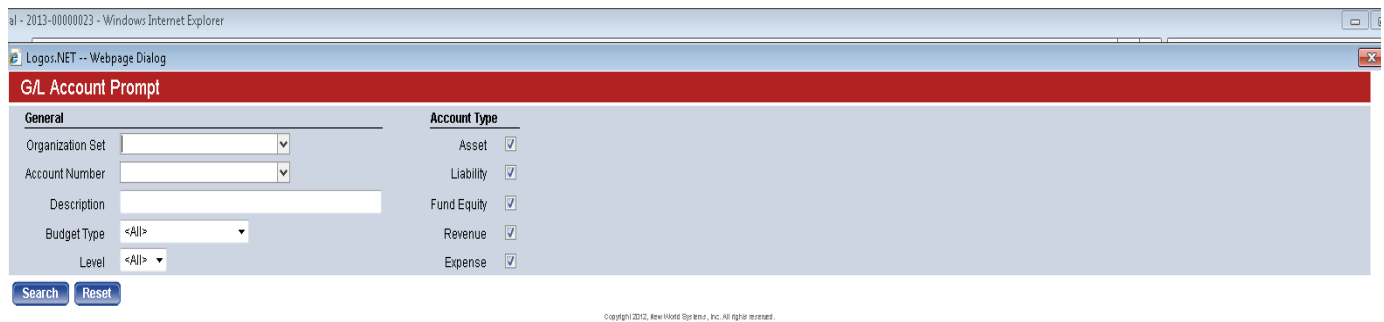 al - 2013-00000023 - Windows Internet Explorer
Logos.NET -- Webpage Dialog
G/L Account Prompt
General Account Type
Organization Set Asset
Account Number Liability
Description Fund Equity
Budget Type <All> Revenue
Level <All> Expense
Search Reset
Copyright 2012, New World Systems, Inc. All rights reserved.